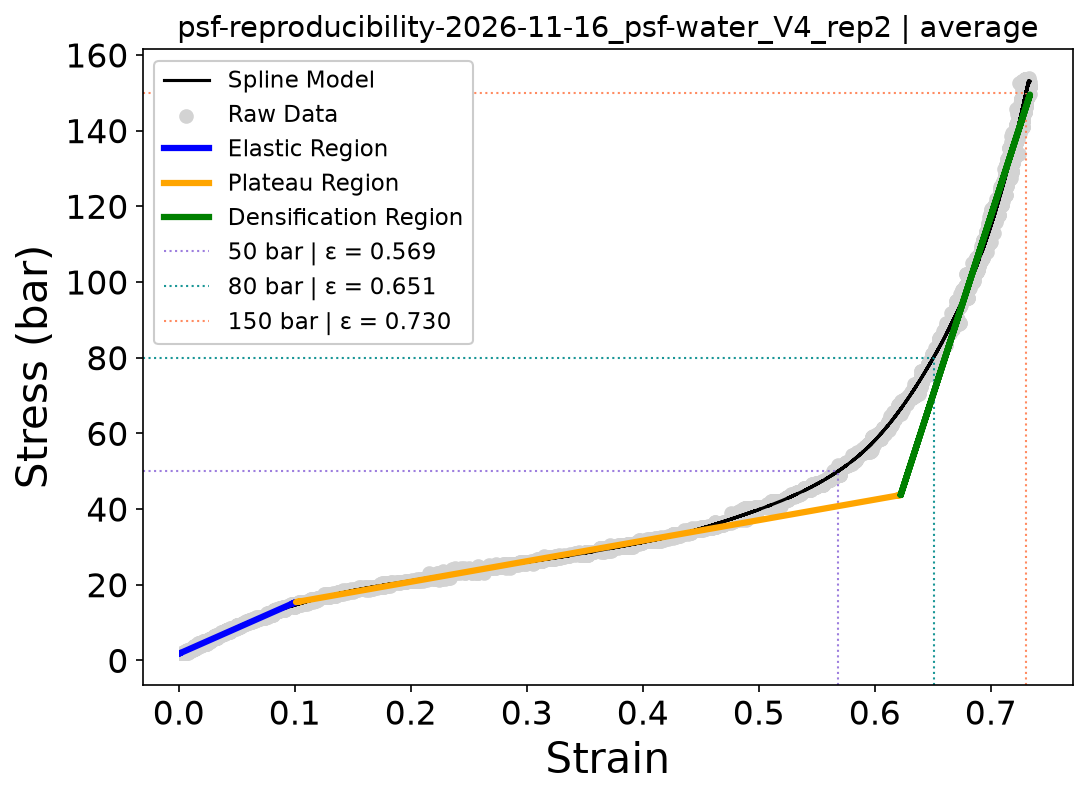 psf-reproducibility-2026-11-16_psf-water_V4_rep2 | average
Stress (bar)
160
140
120
100
80
60
40
20
0
Spline Model
Raw Data
Elastic Region
Plateau Region
Densification Region
50 bar | ε = 0.569
80 bar | ε = 0.651
150 bar | ε = 0.730
0.0 0.1 0.2 0.3 0.4 0.5 0.6 0.7
Strain